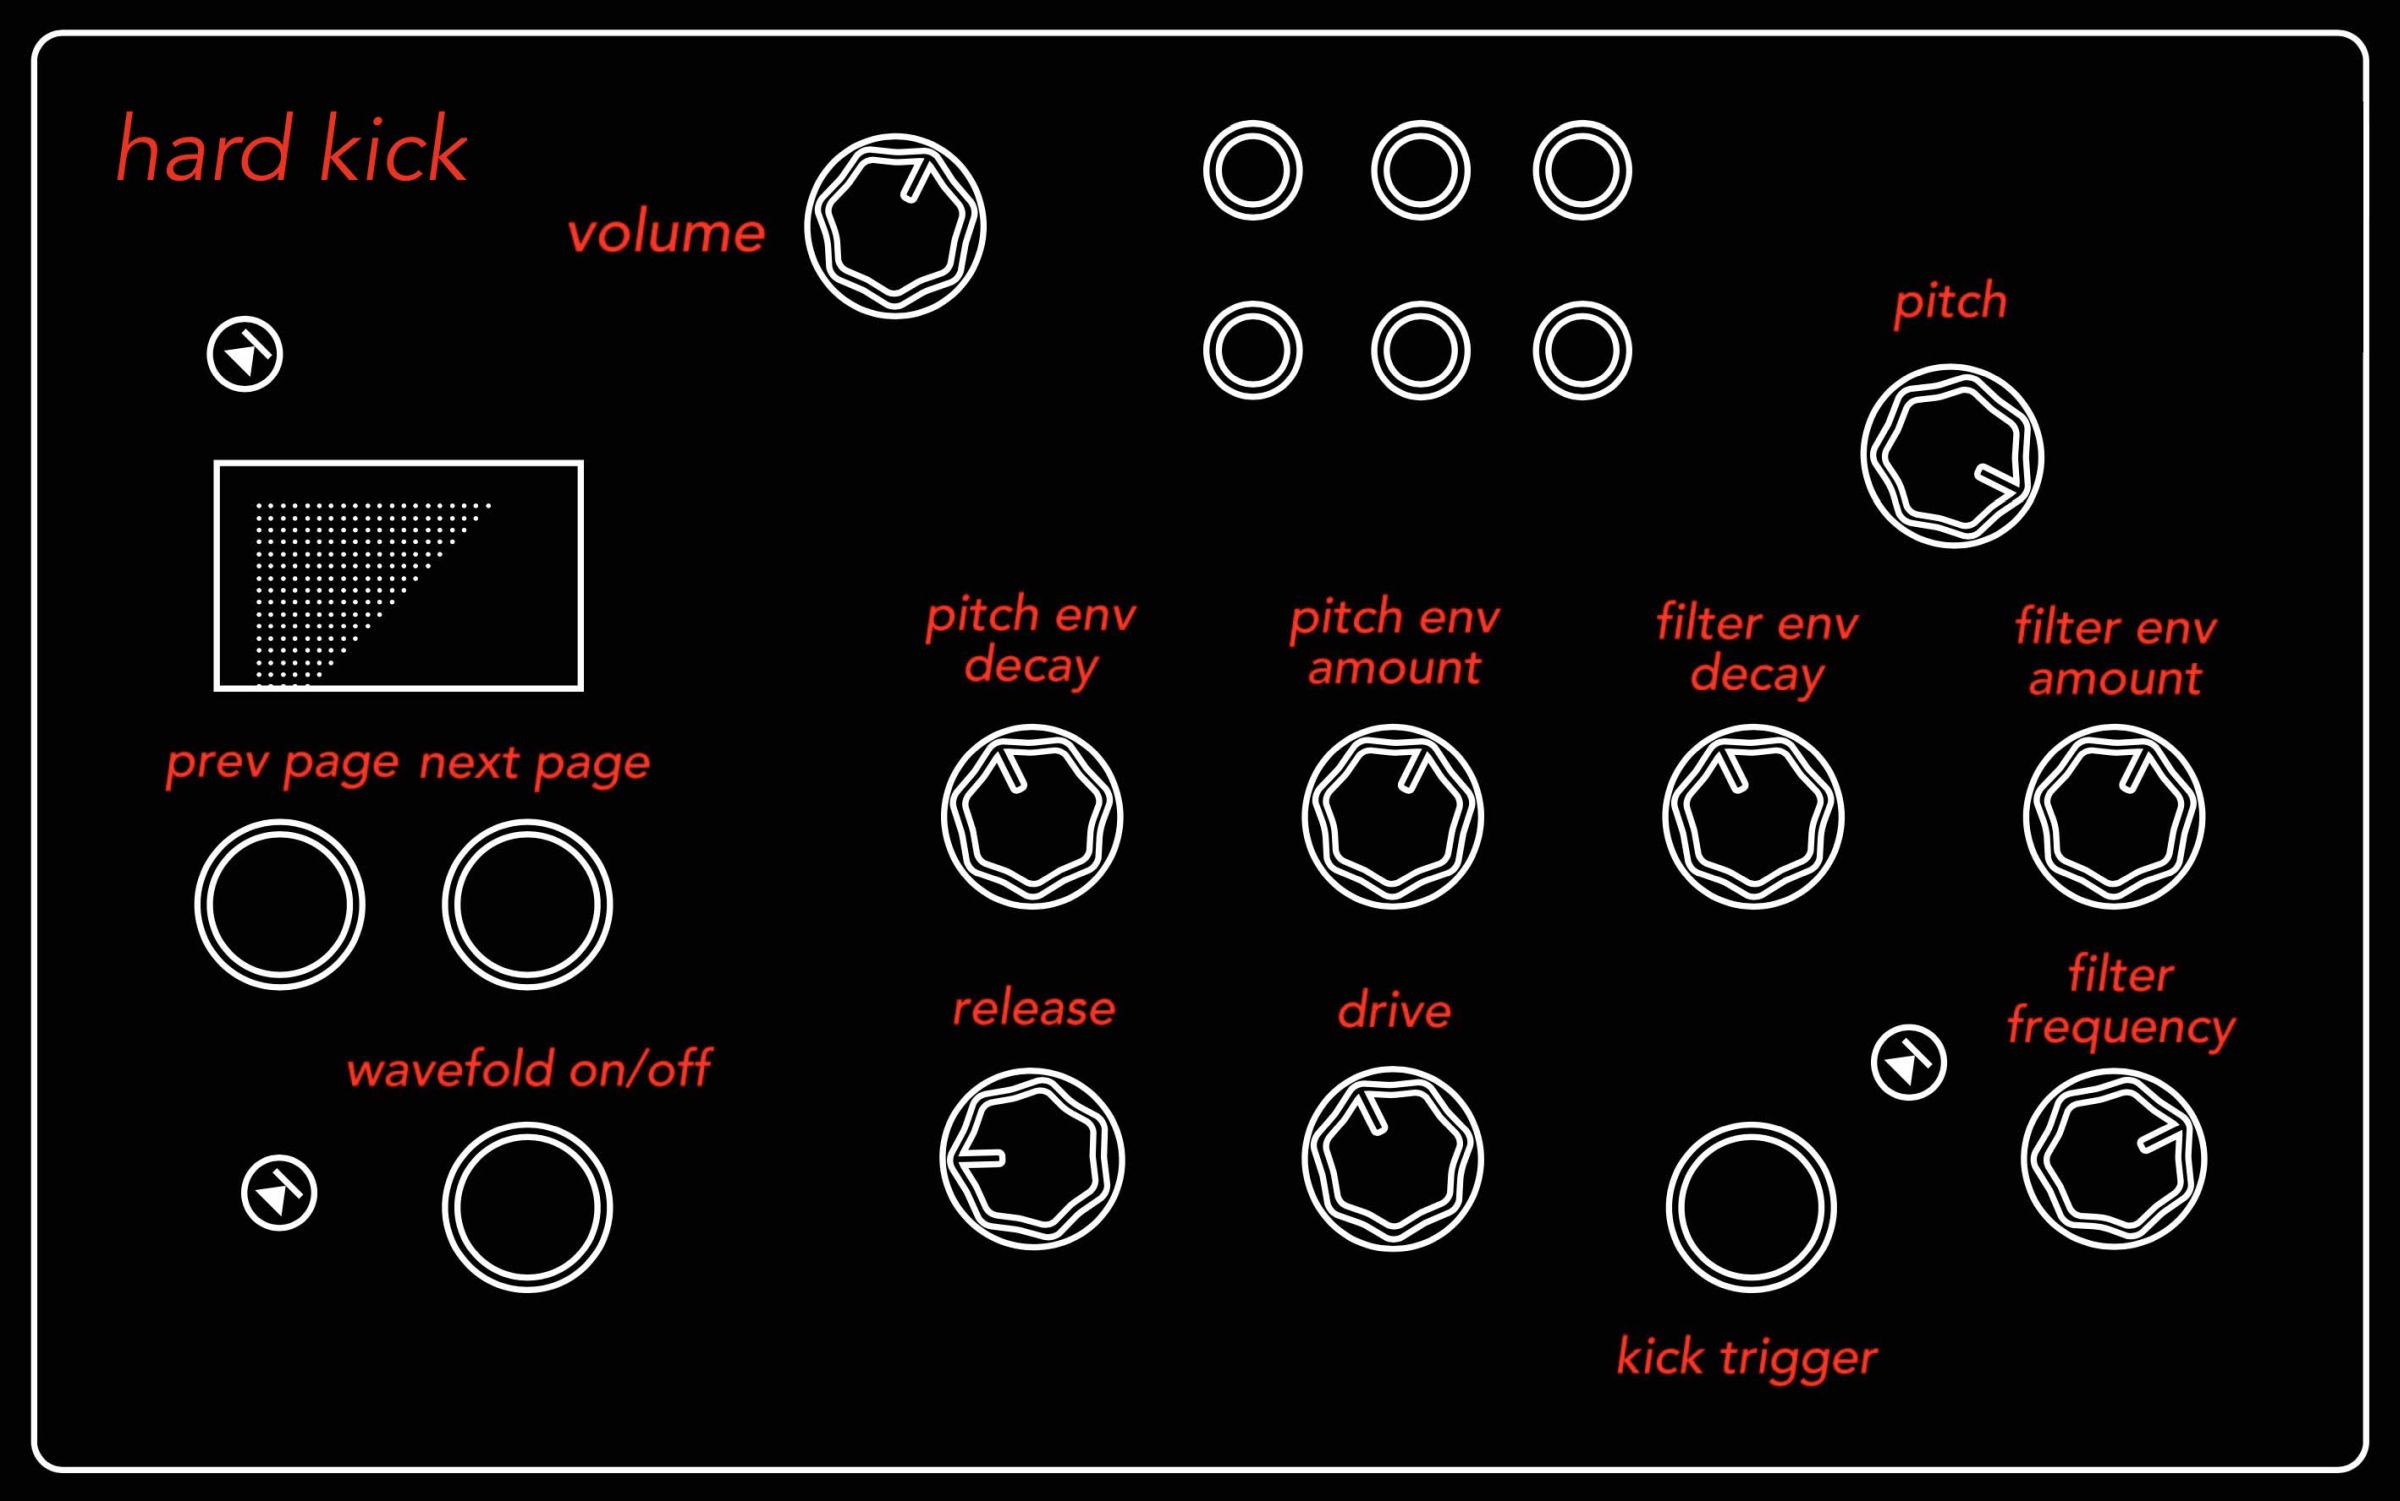 hard kick
volume
pitch
pitch env
decay
pitch env
amount
filter env
decay
filter env
amount
prev page
next page
release
drive
filter
frequency
wavefold on/off
kick trigger